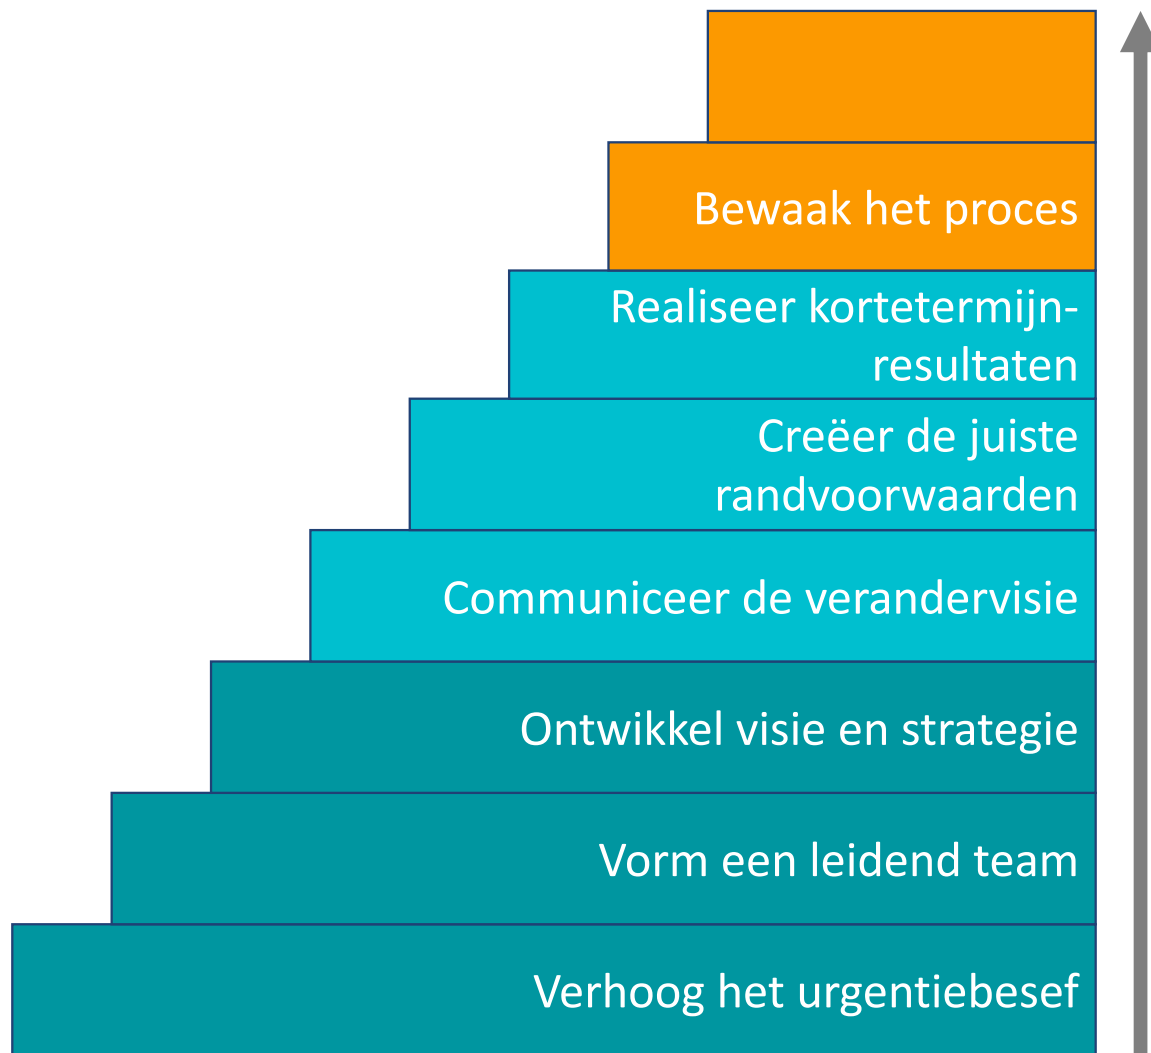 Bewaak het proces
Realiseer kortetermijn-
resultaten
Creëer de juiste
randvoorwaarden
Communiceer de verandervisie
Ontwikkel visie en strategie
Vorm een leidend team
Verhoog het urgentiebesef